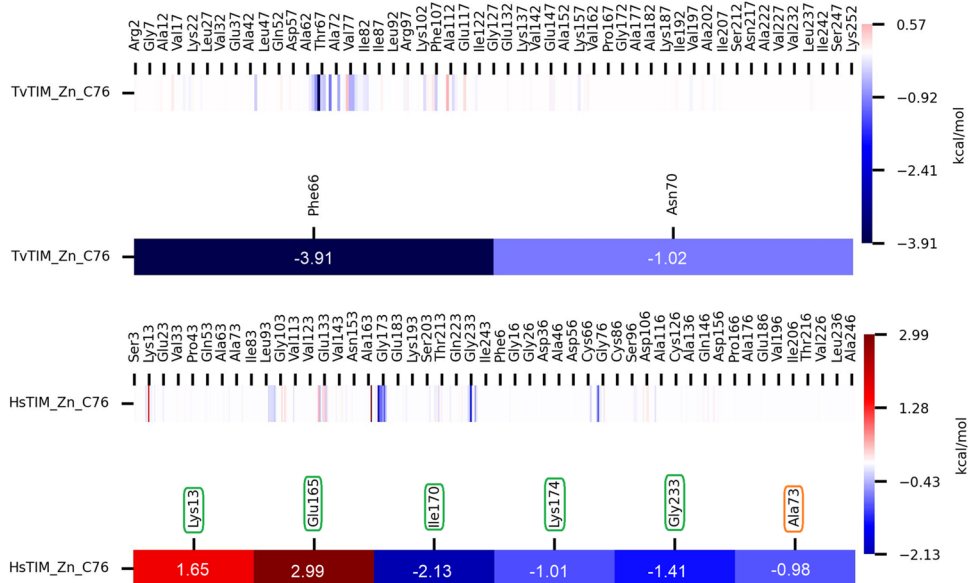 Arg2 Gly7 Ala12 Val17 Lys22 Leu27 Val32 Glu37 Ala42 Leu47 Gln52 Asp57 Ala62 Thr67 Ala72 Val77 Ile82 Ile87 Leu92 Arg97 Lys102 Phe107 Ala112 Glu117 Ile122 Gly127 Glu132 Lys137 Val142 Glu147 Ala152 Lys157 Val162 Pro167 Gly172 Ala177 Ala182 Lys187 Ile192 Val197 Ala202 Ile207 Ser212 Asn217 Ala222 Val227 Val232 Leu237 Ile242 Ser247 Lys252
TvTIM_Zn_C76
0.57
−0.92
−2.41
−3.91
kcal/mol
Phe66 Asn70
TvTIM_Zn_C76 -3.91 -1.02
Ser3 Lys13 Glu23 Val33 Pro43 Gln53 Ala63 Ala73 Ile83 Leu93 Gly103 Val113 Val123 Glu133 Val143 Asn153 Ala163 Gly173 Glu183 Lys193 Ser203 Thr213 Gln223 Gly233 Ile243 Phe6 Gly16 Gly26 Asp36 Ala46 Asp56 Cys66 Gly76 Cys86 Ser96 Asp106 Ala116 Cys126 Ala136 Gln146 Asp156 Pro166 Ala176 Glu186 Val196 Ile206 Thr216 Val226 Leu236 Ala246
HsTIM_Zn_C76
2.99
1.28
−0.43
−2.13
kcal/mol
Lys13 Glu165 Ile170 Lys174 Gly233 Ala73
HsTIM_Zn_C76 1.65 2.99 -2.13 -1.01 -1.41 -0.98